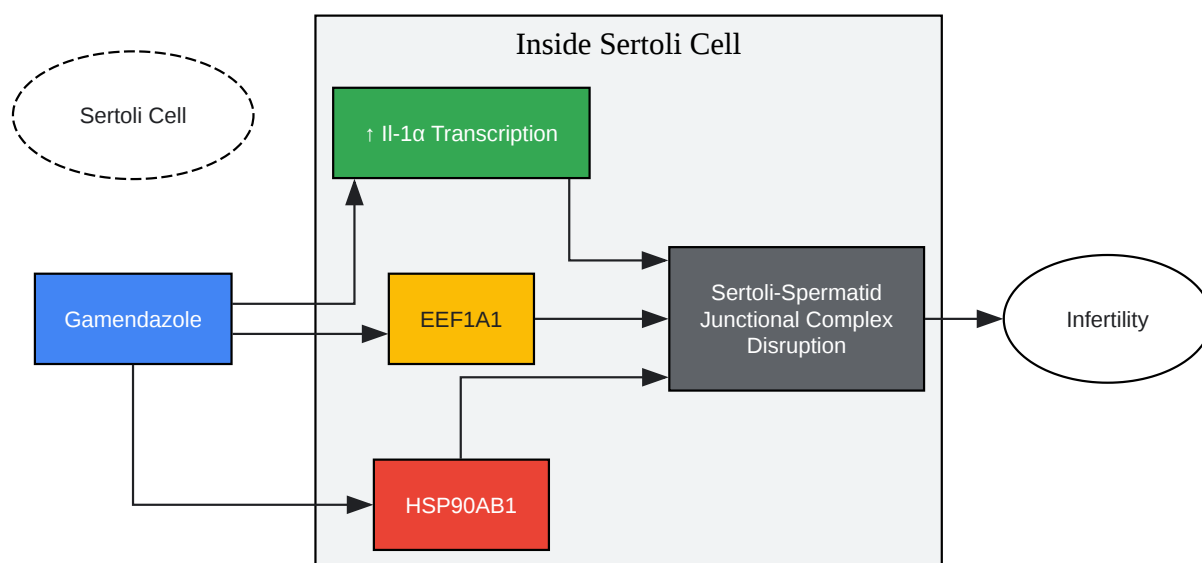 Inside Sertoli Cell
Sertoli Cell
↑ Il-1α Transcription
Gamendazole
EEF1A1
Sertoli-Spermatid
Junctional Complex
Disruption
Infertility
HSP90AB1